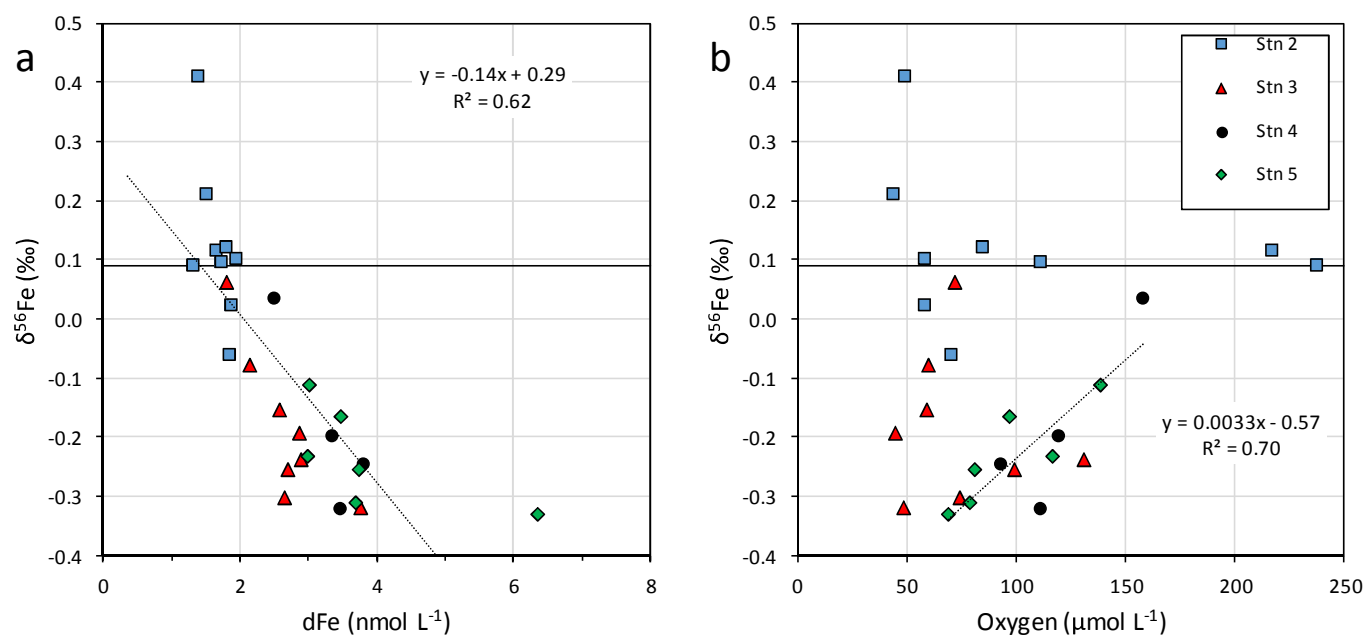 a
0.5
0.4
0.3
0.2
0.1
0.0
-0.1
-0.2
-0.3
-0.4
δ⁵⁶Fe (‰)
y = -0.14x + 0.29
R² = 0.62
0 2 4 6 8
dFe (nmol L⁻¹)
b
0.5
0.4
0.3
0.2
0.1
0.0
-0.1
-0.2
-0.3
-0.4
δ⁵⁶Fe (‰)
Stn 2
Stn 3
Stn 4
Stn 5
y = 0.0033x - 0.57
R² = 0.70
0 50 100 150 200 250
Oxygen (µmol L⁻¹)